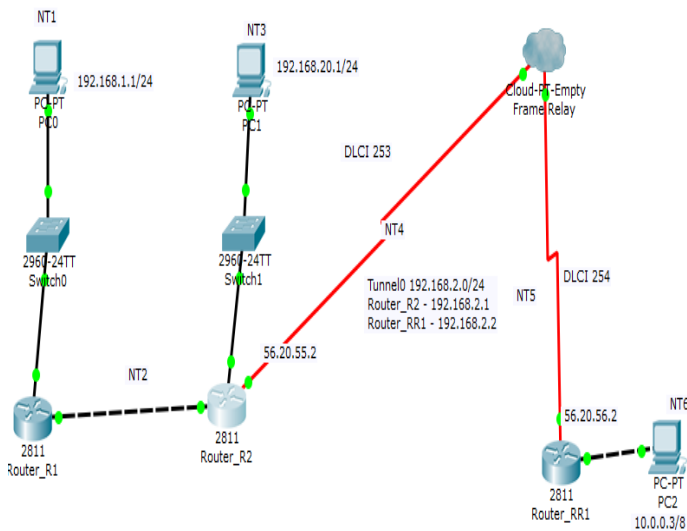 NT1
192.168.1.1/24
PC-PT
PC0
NT3
192.168.20.1/24
PC-PT
PC1
Cloud-PT-Empty
Frame Relay
DLCI 253
NT4
2960-24TT
Switch0
2960-24TT
Switch1
Tunnel0 192.168.2.0/24
Router_R2 - 192.168.2.1
Router_RR1 - 192.168.2.2
NT5
DLCI 254
56.20.55.2
NT2
2811
Router_R1
2811
Router_R2
56.20.56.2
NT6
2811
Router_RR1
PC-PT
PC2
10.0.0.3/8